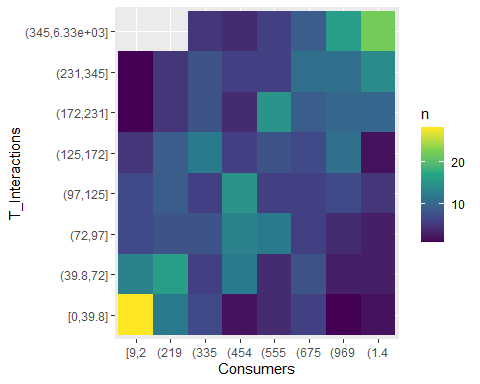 T_Interactions
(345,6.33e+03]
(231,345]
(172,231]
(125,172]
(97,125]
(72,97]
(39.8,72]
[0,39.8]
[9,2 (219 (335 (454 (555 (675 (969 (1.4
Consumers
n
20
10